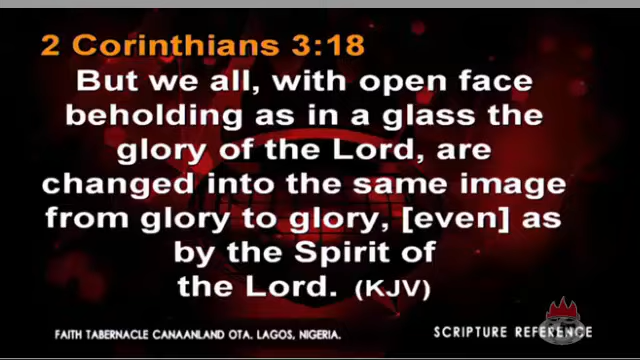 2 Corinthians 3:18
But we all, with open face
beholding as in a glass the
glory of the Lord, are
changed into the same image
from glory to glory, [even] as
by the Spirit of
the Lord. (KJV)
FAITH TABERNACLE CANAANLAND OTA. LAGOS, NIGERIA.
SCRIPTURE REFERENCE